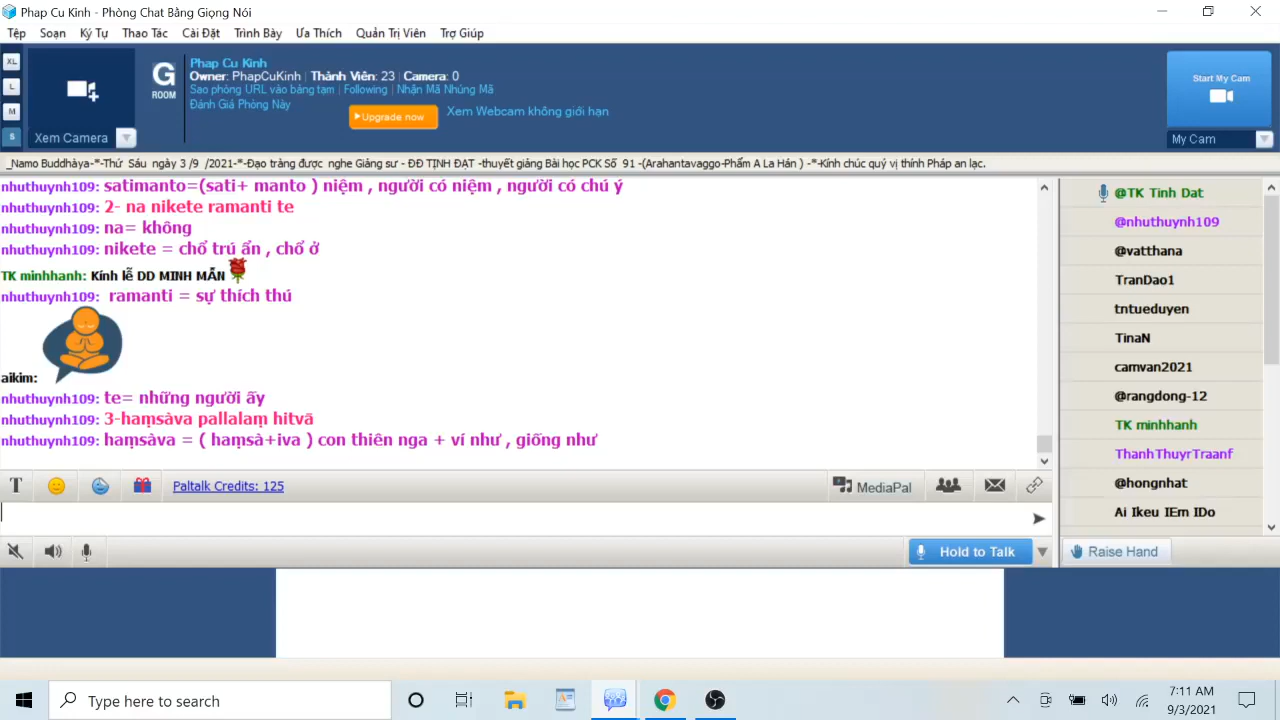 Phap Cu Kinh - Phòng Chat Bằng Giọng Nói
Tệp Soạn Ký Tự Thao Tác Cài Đặt Trình Bày Ưa Thích Quản Trị Viên Trợ Giúp
XL
L
M
S
Xem Camera
G
ROOM
Phap Cu Kinh
Owner: PhapCuKinh | Thành Viên: 23 | Camera: 0
Sao phỏng URL vào bảng tạm | Following | Nhận Mã Nhúng Mã
Đánh Giá Phòng Này
Upgrade now
Xem Webcam không giới hạn
Start My Cam
My Cam
_Namo Buddhàya-*-Thứ Sáu ngày 3 /9 /2021-*-Đạo tràng được nghe Giảng sư - ĐĐ TỊNH ĐẠT -thuyết giảng Bài học PCK Số 91 -(Arahantavaggo-Phẩm A La Hán ) -*-Kính chúc quý vị thính Pháp an lạc.
nhuthuynh109: satimanto=(sati+ manto ) niệm , người có niệm , người có chú ý
nhuthuynh109: 2- na nikete ramanti te
nhuthuynh109: na= không
nhuthuynh109: nikete = chổ trú ẩn , chổ ở
TK minhhanh: Kính lễ DD MINH MẪN
nhuthuynh109: ramanti = sự thích thú
aikim:
nhuthuynh109: te= những người ấy
nhuthuynh109: 3-haṃsàva pallalaṃ hitvā
nhuthuynh109: haṃsàva = ( haṃsà+iva ) con thiên nga + ví như , giống như
@TK Tinh Dat
@nhuthuynh109
@vatthana
TranDao1
tntueduyen
TinaN
camvan2021
@rangdong-12
TK minhhanh
ThanhThuyrTraanf
@hongnhat
Ai Ikeu IEm IDo
T
Paltalk Credits: 125
MediaPal
Hold to Talk
Raise Hand
Type here to search
7:11 AM
9/3/2021